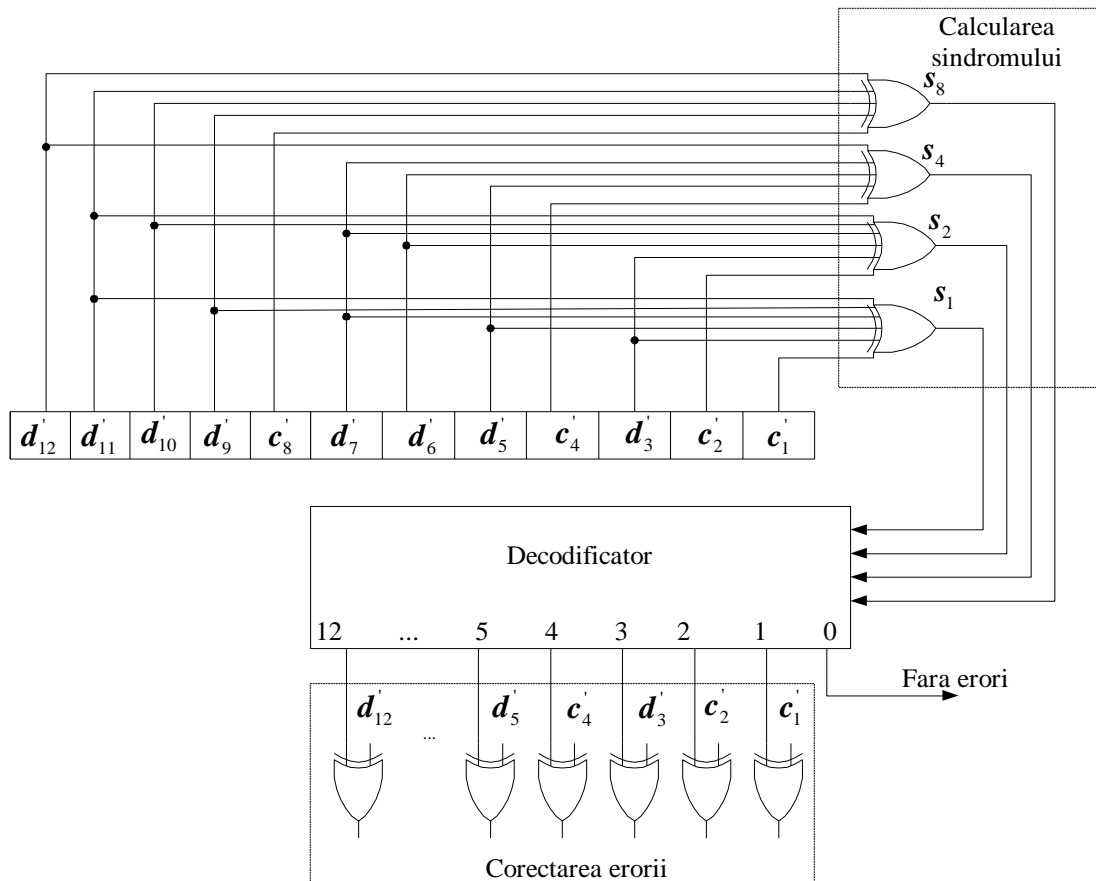 Calcularea
sindromului
s8
s4
s2
s1
d'12 d'11 d'10 d'9 c'8 d'7 d'6 d'5 c'4 d'3 c'2 c'1
Decodificator
12 ... 5 4 3 2 1 0
Fara erori
d'12 ... d'5 c'4 d'3 c'2 c'1
Corectarea erorii